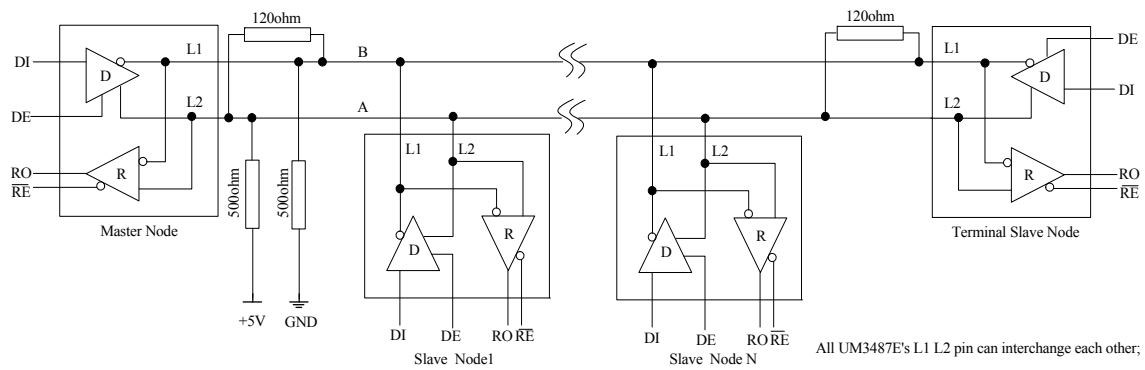 120ohm
120ohm
DI
L1
B
L1
DE
D
D
DI
L2
A
L2
DE
L1
L2
L1
L2
RO
R
R
RO
RE
RE
500ohm
500ohm
R
R
Master Node
D
D
Terminal Slave Node
+5V
GND
DI
DE
RO
RE
DI
DE
RO
RE
Slave Node1
Slave Node N
All UM3487E's L1 L2 pin can interchange each other;